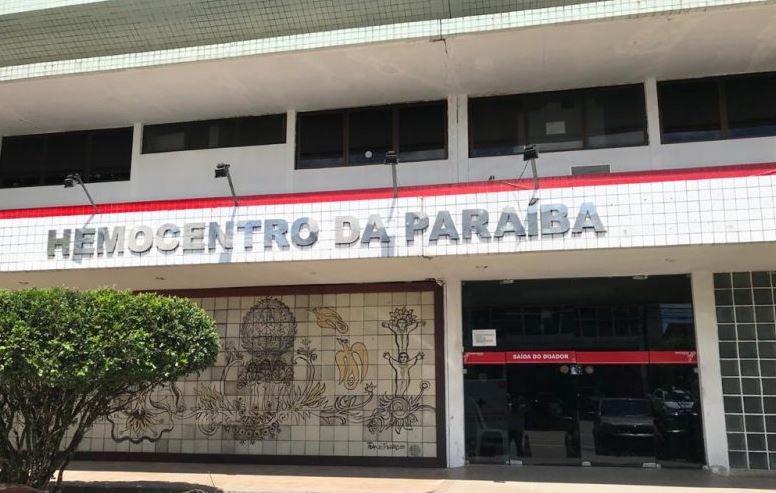 HEMOCENTRO DA PARAÍBA
SAÍDA DO DOADOR